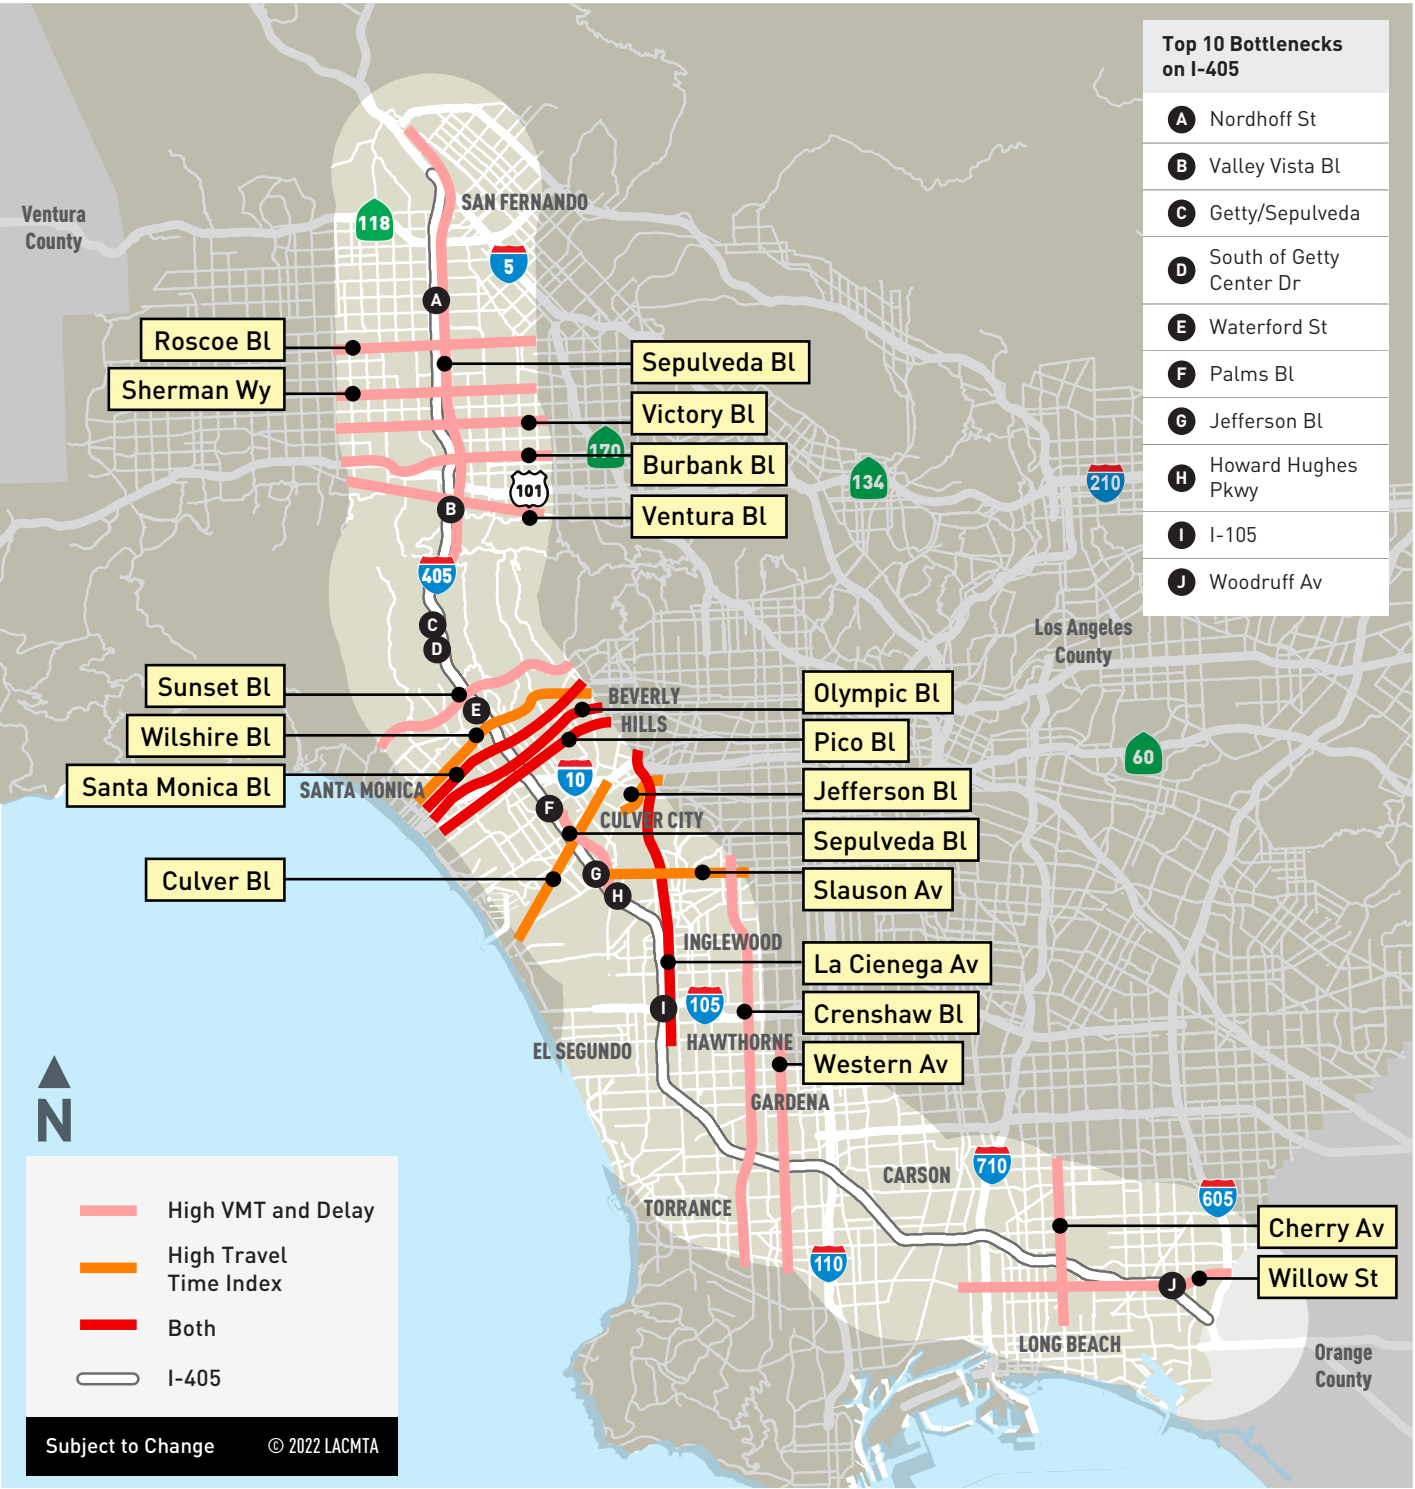 Top 10 Bottlenecks
on I-405
A Nordhoff St
B Valley Vista Bl
C Getty/Sepulveda
D South of Getty
Center Dr
E Waterford St
F Palms Bl
G Jefferson Bl
H Howard Hughes
Pkwy
I I-105
J Woodruff Av
Ventura
County
118
SAN FERNANDO
5
A
Roscoe Bl
Sepulveda Bl
Sherman Wy
Victory Bl
170
Burbank Bl
134
210
101
B
Ventura Bl
405
C
D
Los Angeles
County
Sunset Bl
BEVERLY
HILLS
Olympic Bl
E
Wilshire Bl
Pico Bl
60
10
Santa Monica Bl
SANTA MONICA
Jefferson Bl
F
CULVER CITY
Sepulveda Bl
Culver Bl
G
Slauson Av
H
INGLEWOOD
La Cienega Av
I
105
Crenshaw Bl
EL SEGUNDO
HAWTHORNE
Western Av
GARDENA
N
CARSON
710
605
TORRANCE
Cherry Av
110
J
Willow St
LONG BEACH
Orange
County
High VMT and Delay
High Travel
Time Index
Both
I-405
Subject to Change © 2022 LACMTA